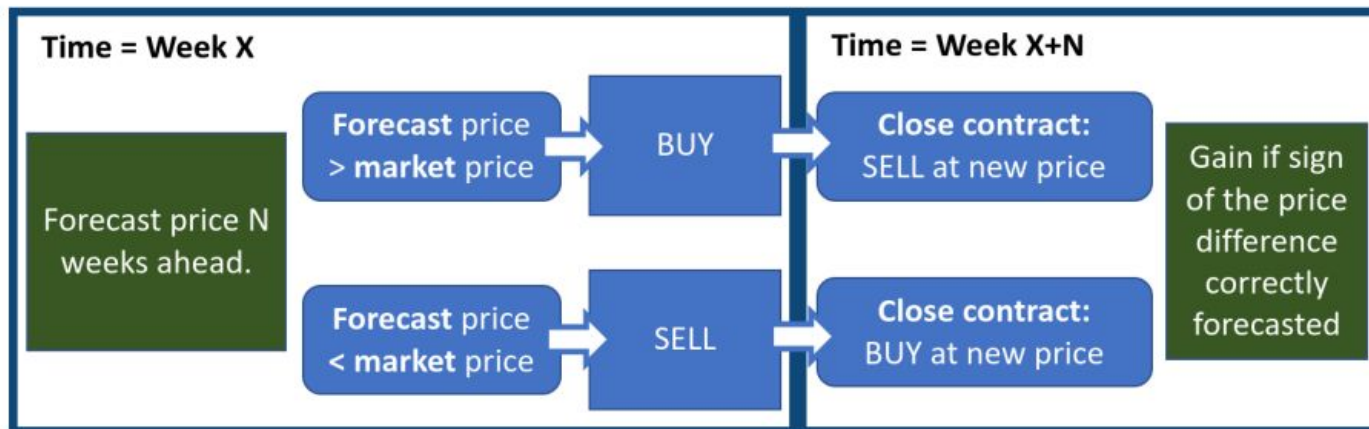 Time = Week X
Forecast price N
weeks ahead.
Forecast price
> market price
BUY
Forecast price
< market price
SELL
Time = Week X+N
Close contract:
SELL at new price
Close contract:
BUY at new price
Gain if sign
of the price
difference
correctly
forecasted